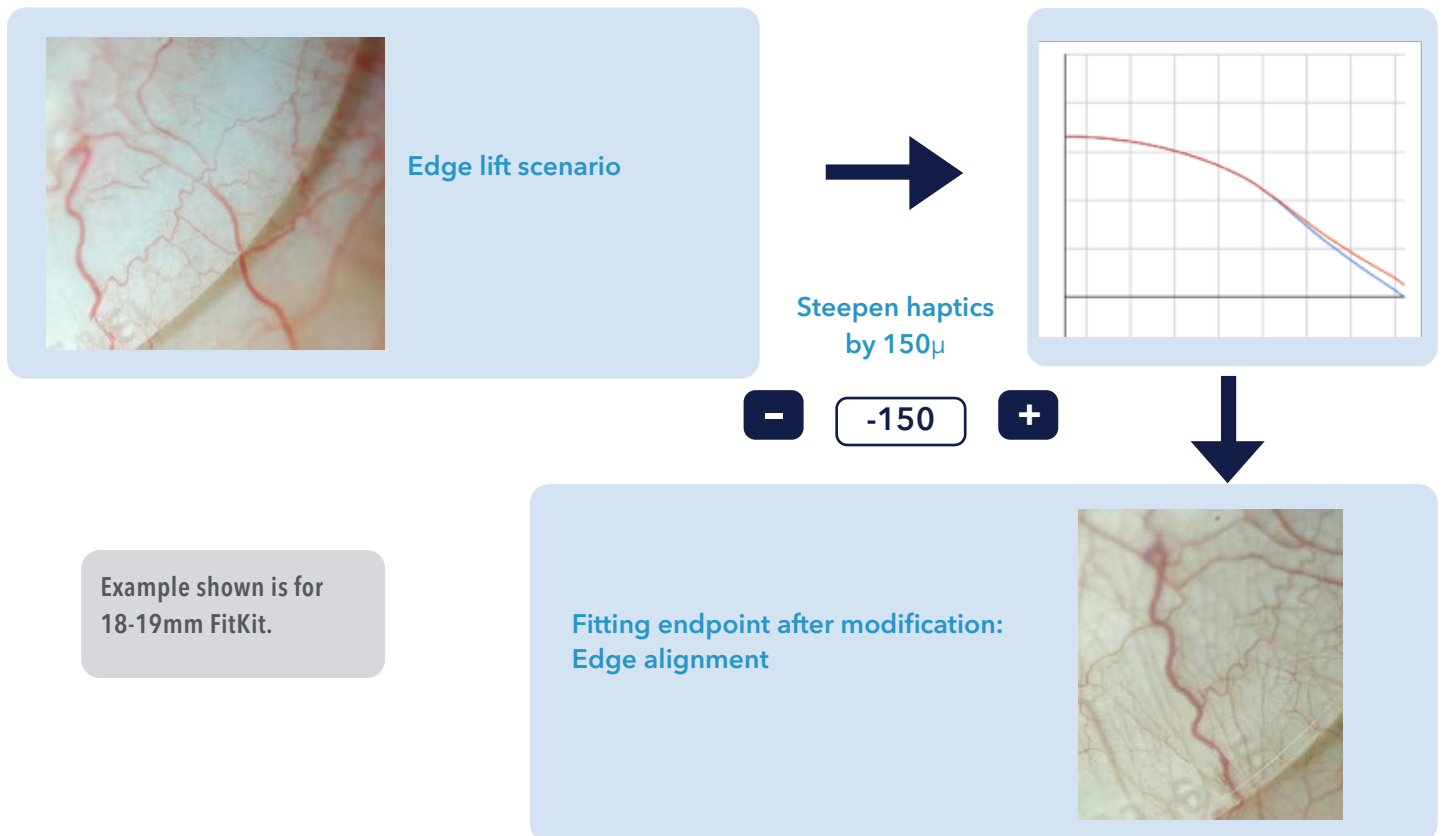 Edge lift scenario
Steepen haptics
by 150µ
-
-150
+
Example shown is for
18-19mm FitKit.
Fitting endpoint after modification:
Edge alignment